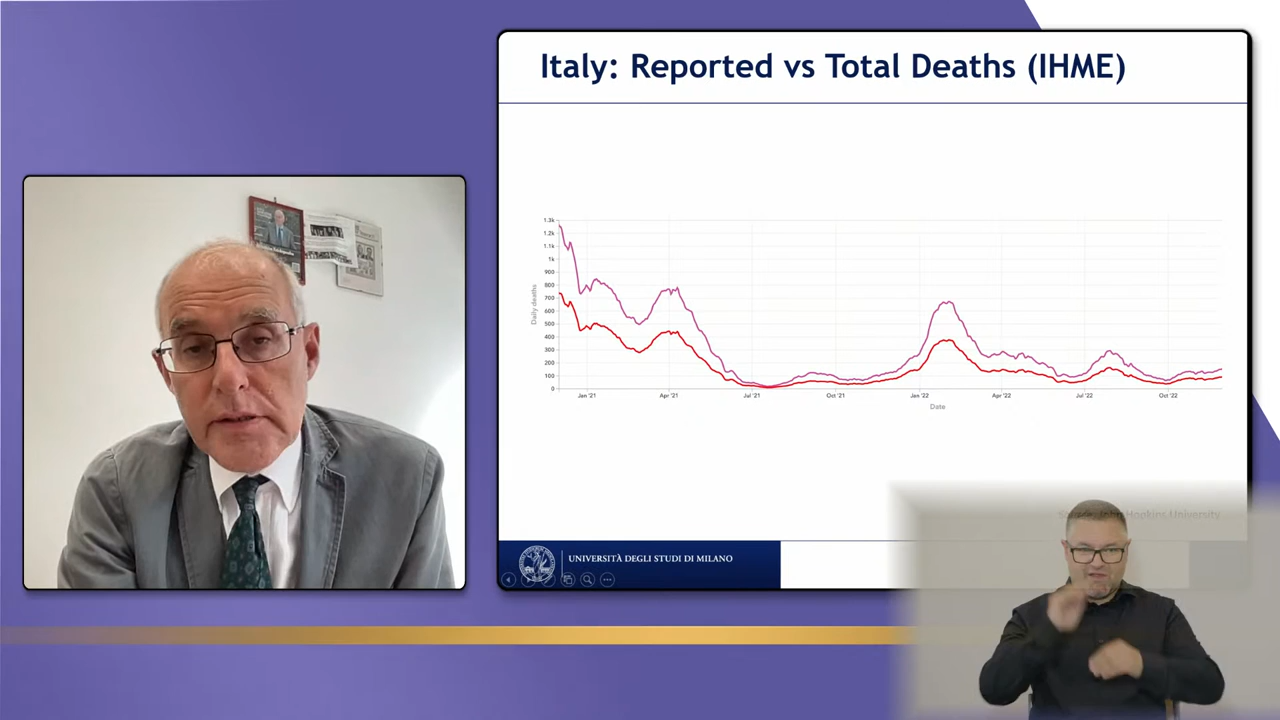 Italy: Reported vs Total Deaths (IHME)
1.3k
1.2k
1.1k
1k
900
800
700
600
500
400
300
200
100
0
Daily deaths
Jan '21
Apr '21
Jul '21
Oct '21
Jan '22
Apr '22
Jul '22
Oct '22
Date
Hopkins University
UNIVERSITÀ DEGLI STUDI DI MILANO